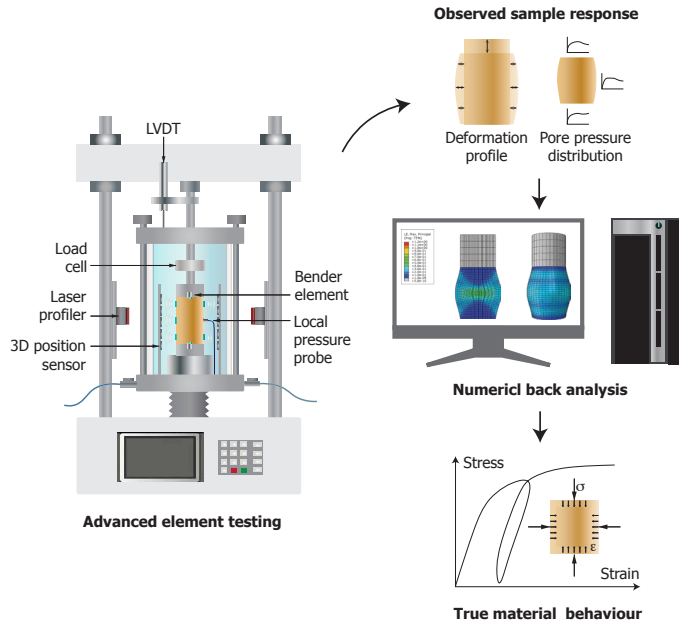 Observed sample response
LVDT
Deformation
profile
Pore pressure
distribution
Load
cell
Laser
profiler
3D position
sensor
Bender
element
Local
pressure
probe
Advanced element testing
Numericl back analysis
Stress
σ
ε
Strain
True material behaviour